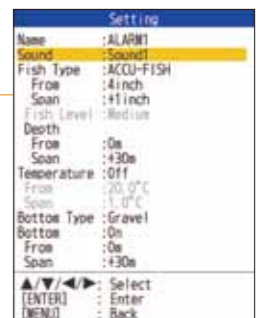 Setting
Name :ALARM1
Sound :Sound1
Fish Type :ACCU-FISH
From :4inch
Span :+1inch
Fish Level :Medium
Depth
From :0m
Span :+30m
Temperature :Off
From :20.0°C
Span :1.0°C
Bottom Type :Gravel
Bottom :On
From :0m
Span :+30m
▲/▼/◀/▶: Select
[ENTER] : Enter
[MENU] : Back